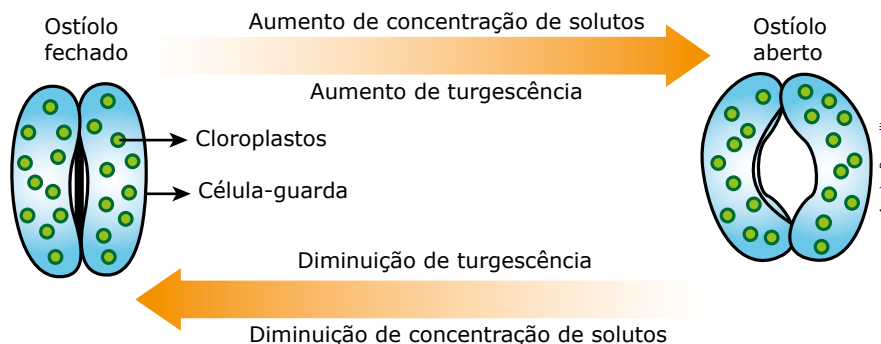 Ostíolo
fechado
Aumento de concentração de solutos
Aumento de turgescência
Ostíolo
aberto
Cloroplastos
Célula-guarda
Diminuição de turgescência
Diminuição de concentração de solutos